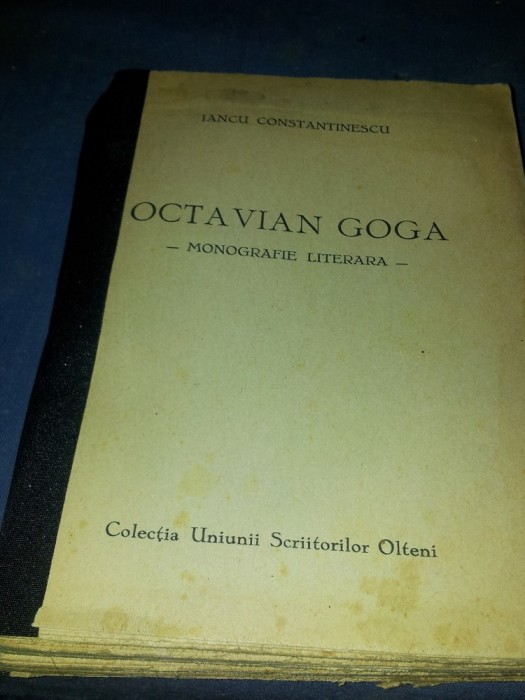 IANCU CONSTANTINESCU
OCTAVIAN GOGA
— MONOGRAFIE LITERARA —
Colecția Uniunii Scriitorilor Olteni